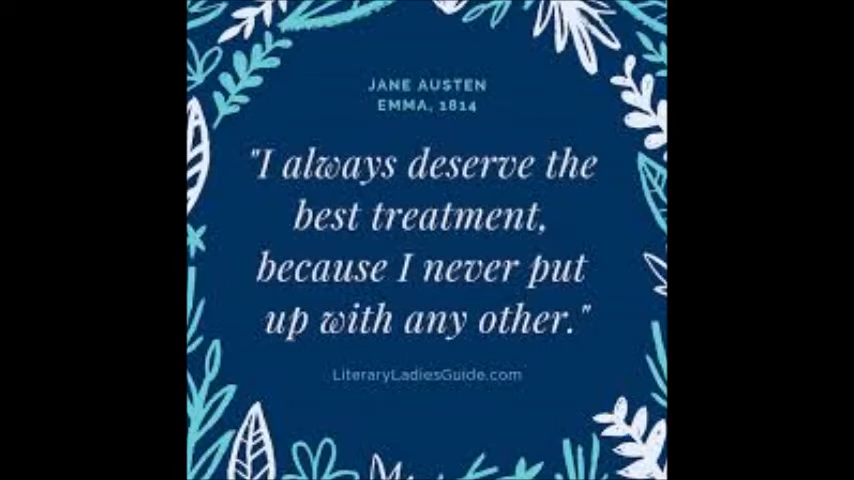 JANE AUSTEN
EMMA, 1814
"I always deserve the
best treatment,
because I never put
up with any other."
LiteraryLadiesGuide.com